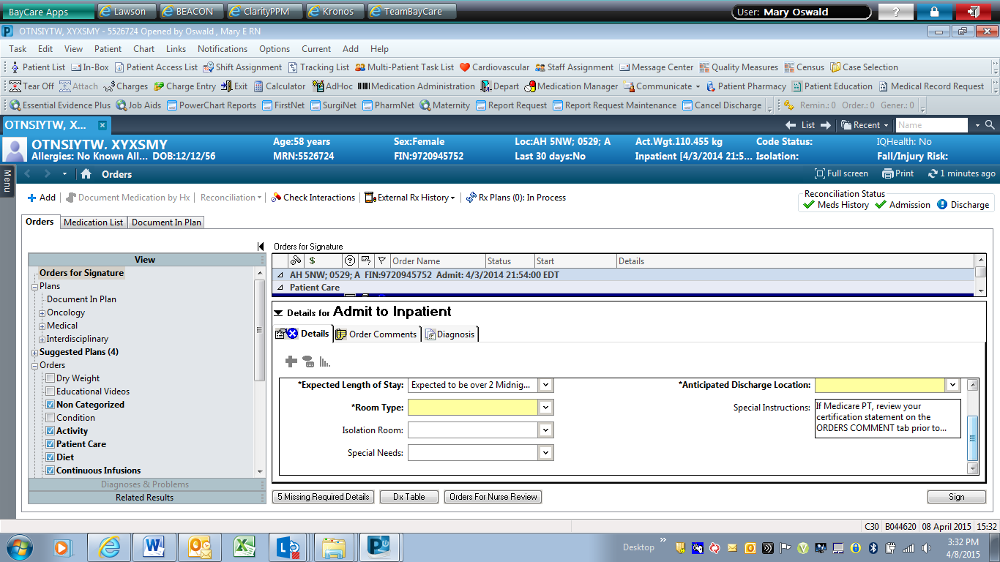 BayCare Apps Lawson BEACON ClarityPPM Kronos TeamBayCare User: Mary Oswald ?
OTNSIYTW, XYXSMY - 5526724 Opened by Oswald , Mary E RN
Task Edit View Patient Chart Links Notifications Options Current Add Help
Patient List In-Box Patient Access List Shift Assignment Tracking List Multi-Patient Task List Cardiovascular Staff Assignment Message Center Quality Measures Census Case Selection
Tear Off Attach Charges Charge Entry Exit Calculator AdHoc Medication Administration Depart Medication Manager Communicate Patient Pharmacy Patient Education Medical Record Request
Essential Evidence Plus Job Aids PowerChart Reports FirstNet SurgiNet PharmNet Maternity Report Request Report Request Maintenance Cancel Discharge Remin.: 0 Order.: 0 Gener.: 0
OTNSIYTW, X... List Recent Name
OTNSIYTW. XYXSMY Age:58 years Sex:Female Loc:AH 5NW; 0529; A Act.Wgt.110.455 kg Code Status: IQHealth: No
Allergies: No Known All... DOB:12/12/56 MRN:5526724 FIN:9720945752 Last 30 days:No Inpatient [4/3/2014 21:5... Isolation: Fall/Injury Risk:
Menu Orders Full screen Print 1 minutes ago
Add Document Medication by Hx Reconciliation Check Interactions External Rx History Rx Plans (0): In Process
Reconciliation Status
Meds History Admission Discharge
Orders Medication List Document In Plan
View
Orders for Signature
Plans
Document In Plan
Oncology
Medical
Interdisciplinary
Suggested Plans (4)
Orders
Dry Weight
Educational Videos
Non Categorized
Condition
Activity
Patient Care
Diet
Continuous Infusions
Diagnoses & Problems
Related Results
Orders for Signature
$ Order Name Status Start Details
AH 5NW; 0529; A FIN:9720945752 Admit: 4/3/2014 21:54:00 EDT
Patient Care
Details for Admit to Inpatient
Details Order Comments Diagnosis
*Expected Length of Stay: Expected to be over 2 Midnig... *Anticipated Discharge Location:
*Room Type: Special Instructions: If Medicare PT, review your
certification statement on the
ORDERS COMMENT tab prior to...
Isolation Room:
Special Needs:
5 Missing Required Details Dx Table Orders For Nurse Review Sign
C30 B044620 08 April 2015 15:32
Desktop 3:32 PM
4/8/2015